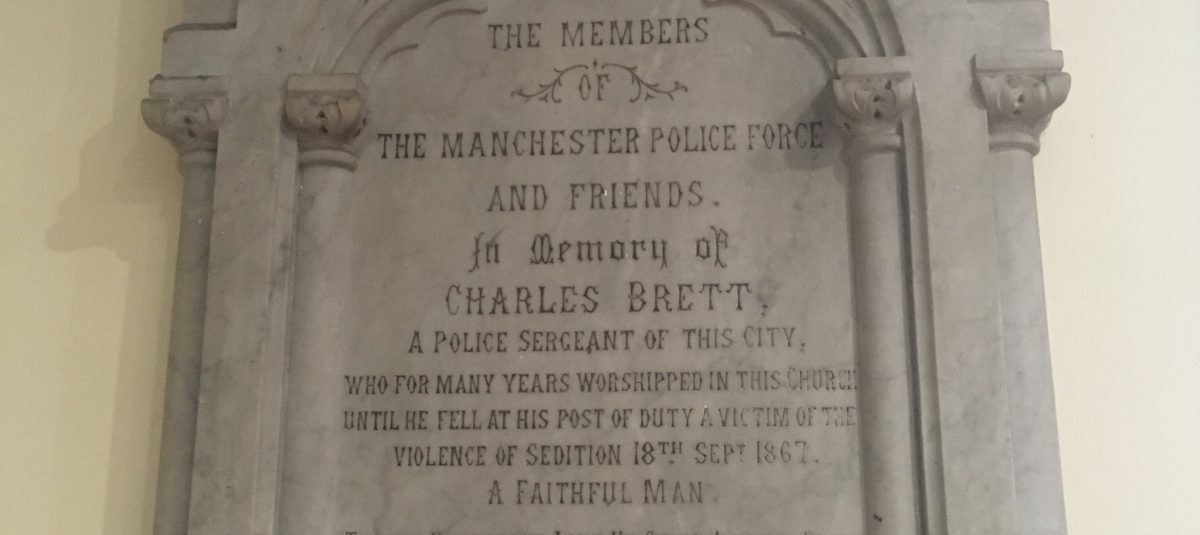 THE MEMBERS
OF
THE MANCHESTER POLICE FORCE
AND FRIENDS.
In Memory of
CHARLES BRETT,
A POLICE SERGEANT OF THIS CITY,
WHO FOR MANY YEARS WORSHIPPED IN THIS CHURCH
UNTIL HE FELL AT HIS POST OF DUTY A VICTIM OF THE
VIOLENCE OF SEDITION 18TH SEPT 1867.
A FAITHFUL MAN.